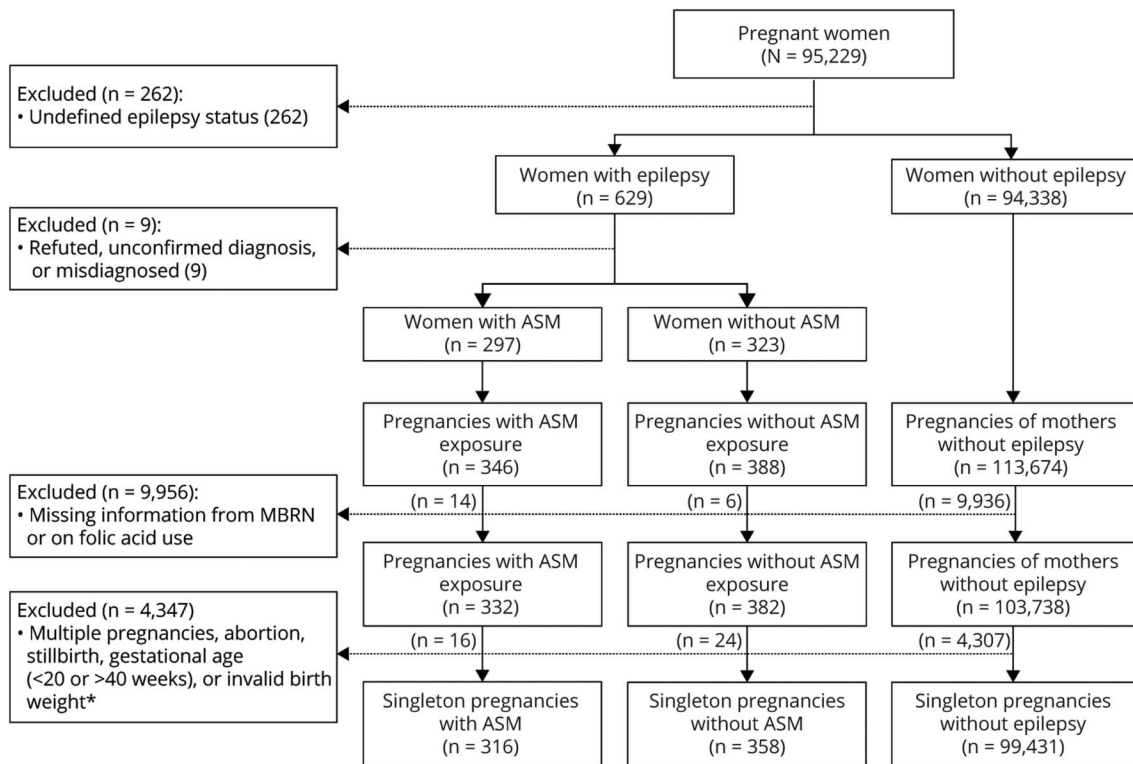 Pregnant women
(N = 95,229)
Excluded (n = 262):
• Undefined epilepsy status (262)
Women with epilepsy
(n = 629)
Women without epilepsy
(n = 94,338)
Excluded (n = 9):
• Refuted, unconfirmed diagnosis,
or misdiagnosed (9)
Women with ASM
(n = 297)
Women without ASM
(n = 323)
Pregnancies with ASM
exposure
(n = 346)
Pregnancies without ASM
exposure
(n = 388)
Pregnancies of mothers
without epilepsy
(n = 113,674)
Excluded (n = 9,956):
• Missing information from MBRN
or on folic acid use
(n = 14)
(n = 6)
(n = 9,936)
Pregnancies with ASM
exposure
(n = 332)
Pregnancies without ASM
exposure
(n = 382)
Pregnancies of mothers
without epilepsy
(n = 103,738)
Excluded (n = 4,347)
• Multiple pregnancies, abortion,
stillbirth, gestational age
(<20 or >40 weeks), or invalid birth
weight*
(n = 16)
(n = 24)
(n = 4,307)
Singleton pregnancies
with ASM
(n = 316)
Singleton pregnancies
without ASM
(n = 358)
Singleton pregnancies
without epilepsy
(n = 99,431)